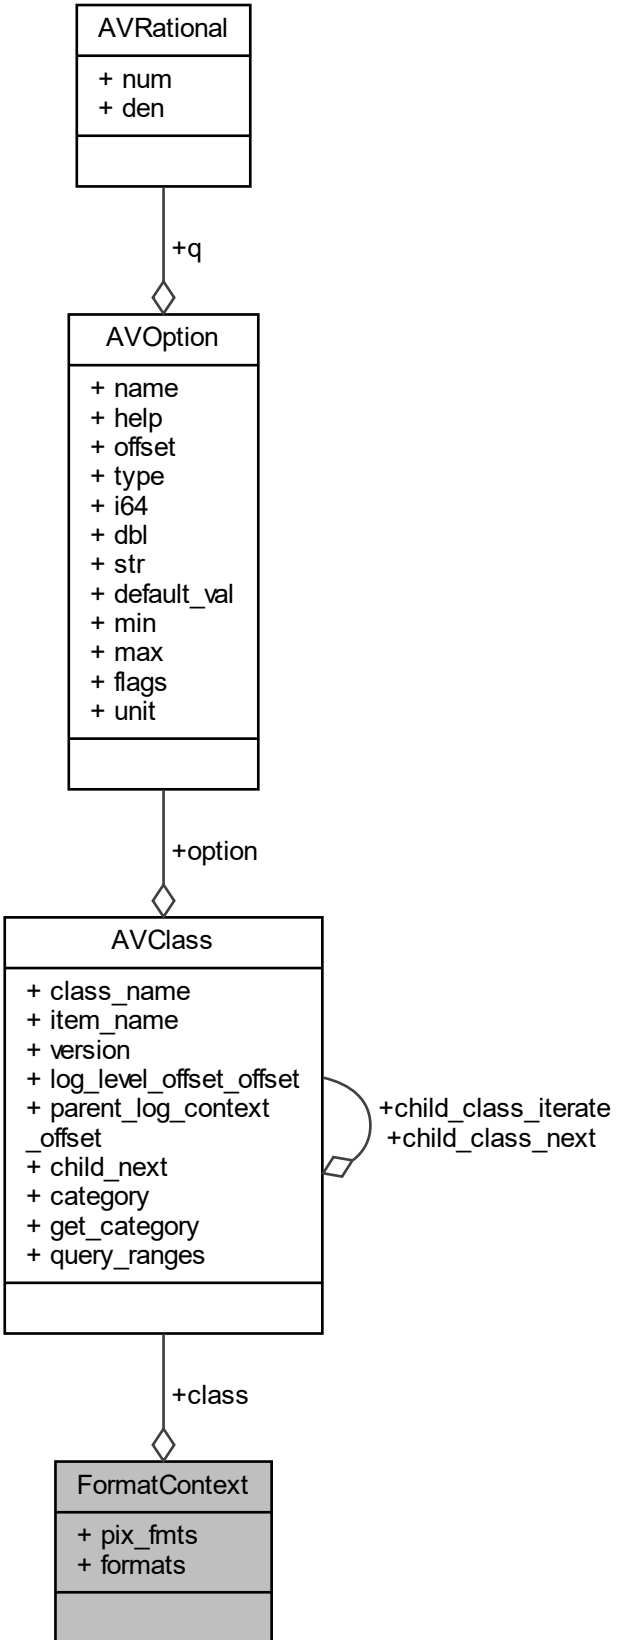 AVRational
+ num
+ den
+q
AVOption
+ name
+ help
+ offset
+ type
+ i64
+ dbl
+ str
+ default_val
+ min
+ max
+ flags
+ unit
+option
AVClass
+ class_name
+ item_name
+ version
+ log_level_offset_offset
+ parent_log_context
_offset
+ child_next
+ category
+ get_category
+ query_ranges
+child_class_iterate
+child_class_next
+class
FormatContext
+ pix_fmts
+ formats